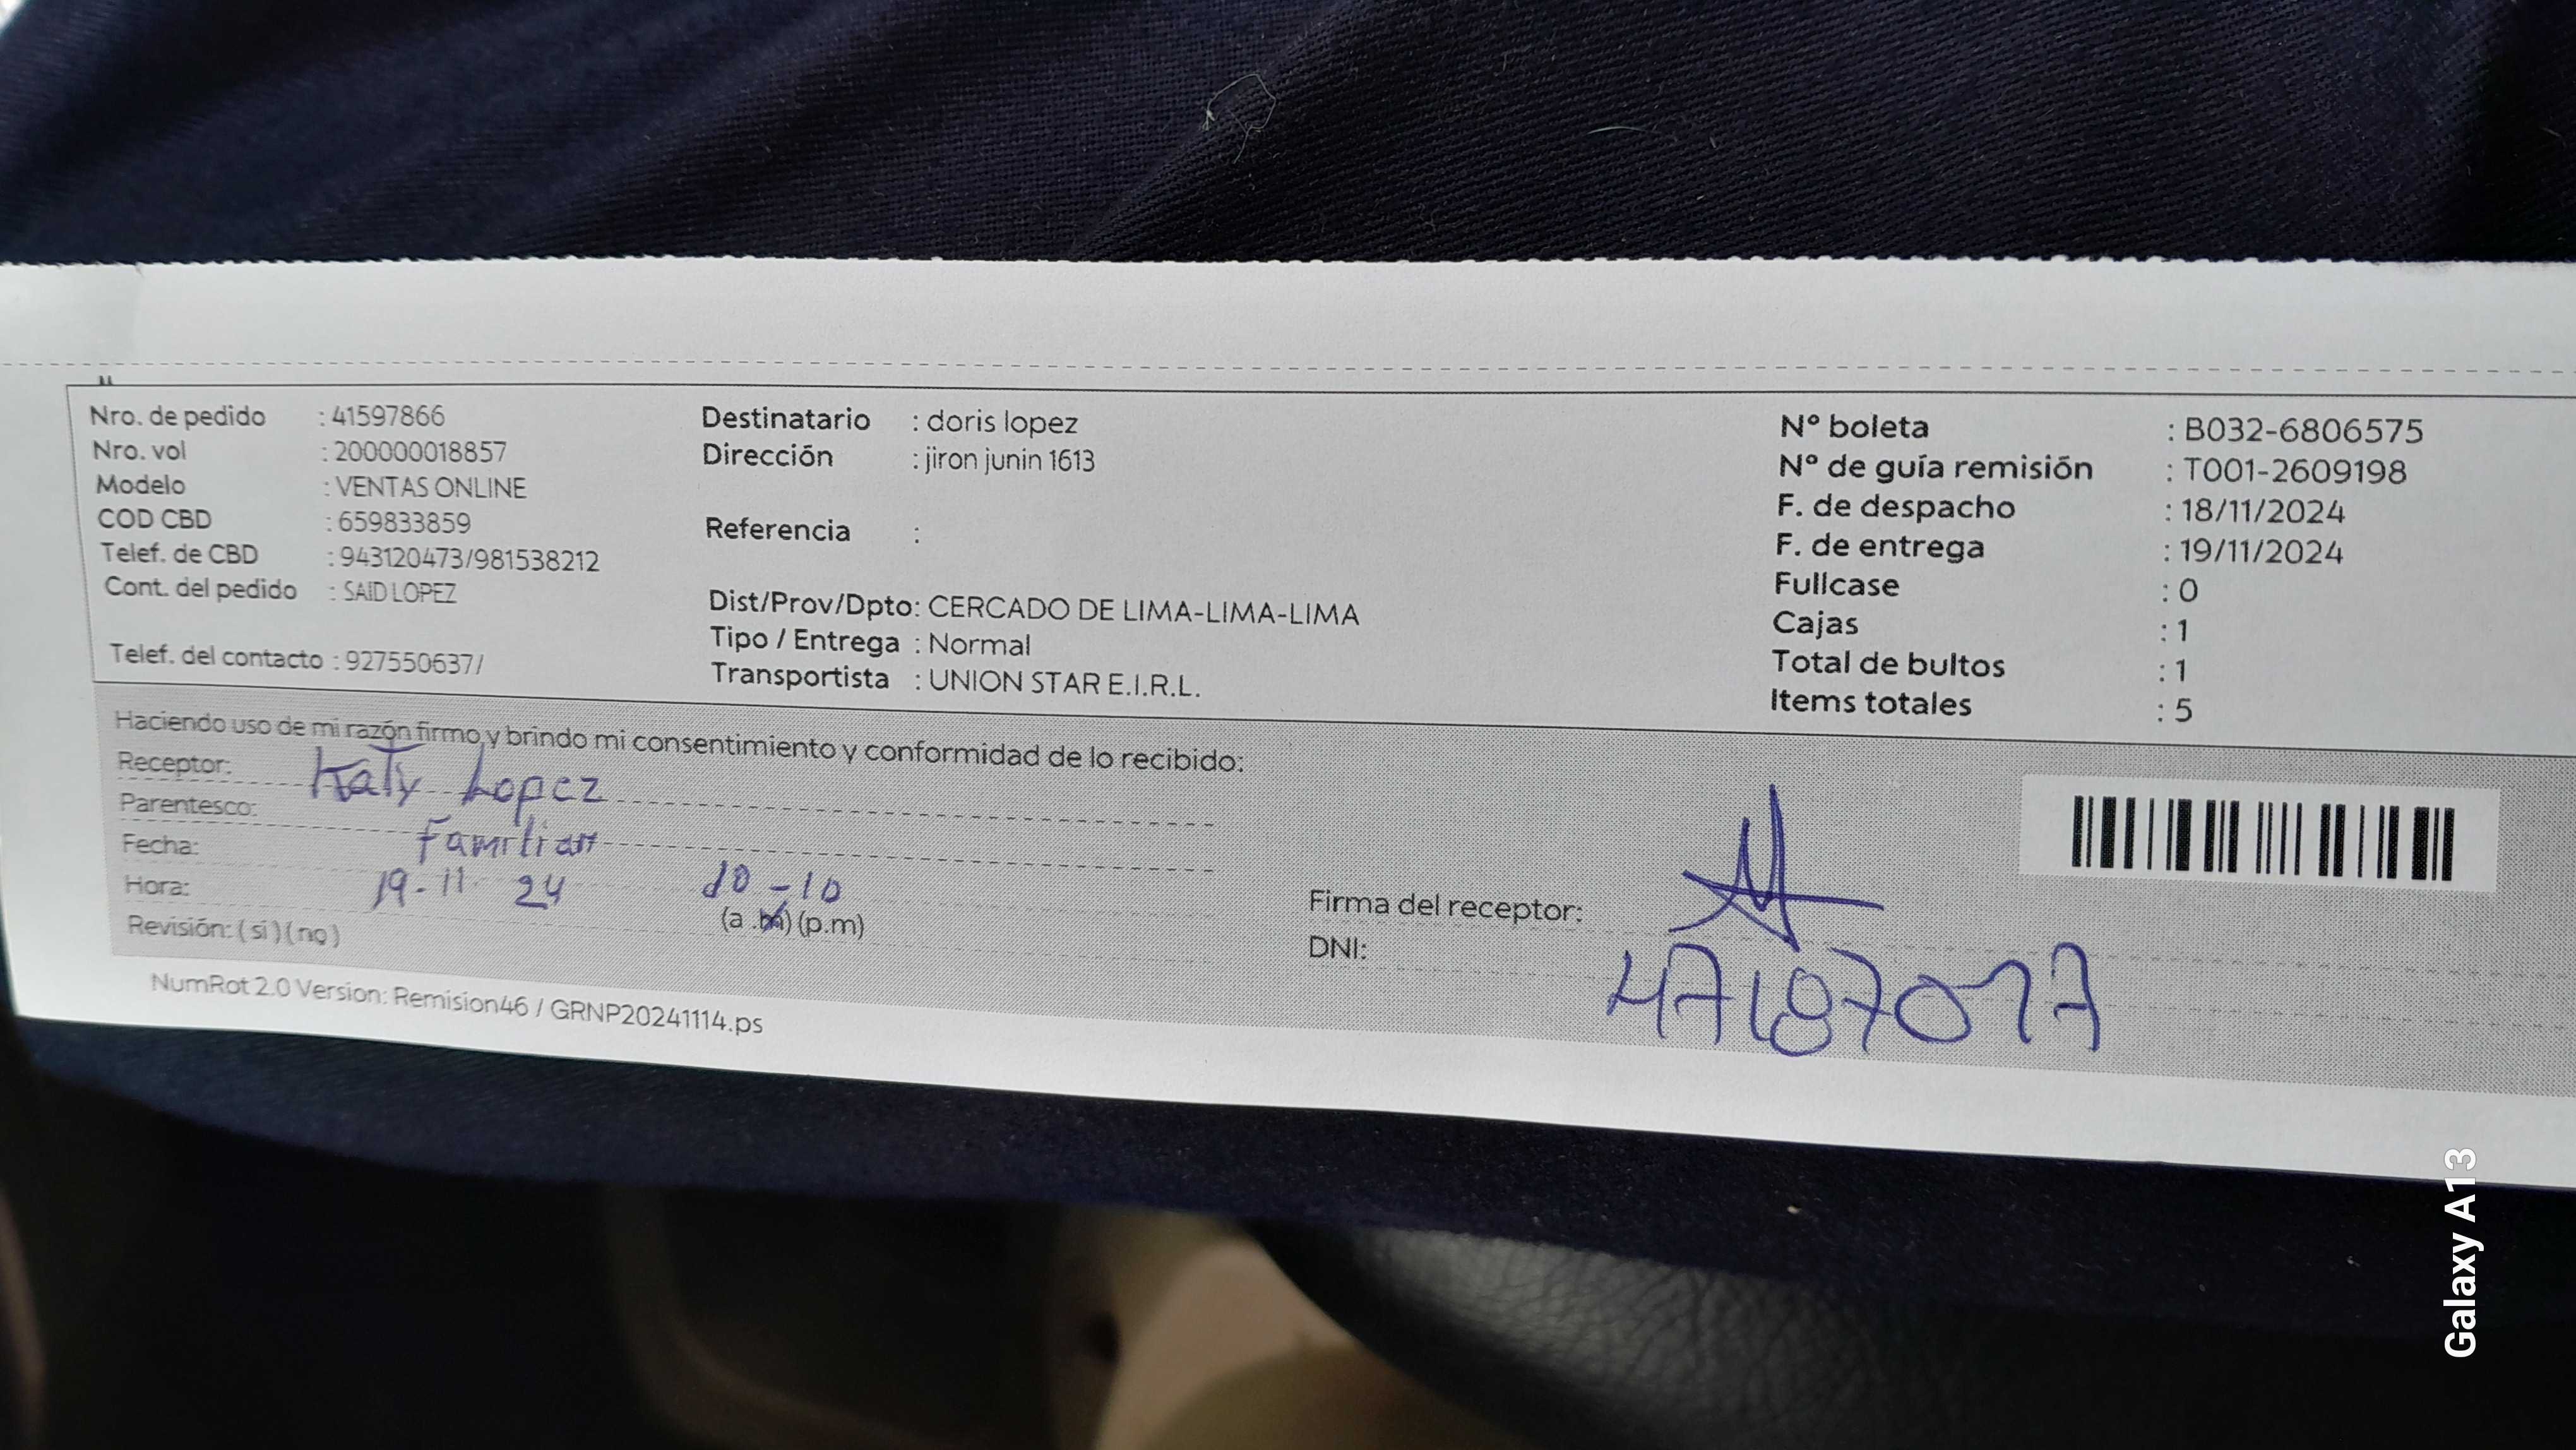 Nro. de pedido : 41597866
Nro. vol : 200000018857
Modelo : VENTAS ONLINE
COD CBD : 659833859
Telef. de CBD : 943120473/981538212
Cont. del pedido : SAID LOPEZ
Telef. del contacto : 927550637/
Destinatario : doris lopez
Dirección : jiron junin 1613
Referencia :
Dist/Prov/Dpto: CERCADO DE LIMA-LIMA-LIMA
Tipo / Entrega : Normal
Transportista : UNION STAR E.I.R.L.
Nº boleta : B032-6806575
Nº de guía remisión : T001-2609198
F. de despacho : 18/11/2024
F. de entrega : 19/11/2024
Fullcase : 0
Cajas : 1
Total de bultos : 1
Items totales : 5
Haciendo uso de mi razón firmo y brindo mi consentimiento y conformidad de lo recibido:
Receptor: Katy Lopez
Parentesco: Familiar
Fecha: 19-11 24
Hora: 10-10
(a.m) (p.m)
Revisión: (si) (no)
Firma del receptor:
DNI: 47187077
NumRot 2.0 Version: Remision46 / GRNP20241114.ps
Galaxy A13